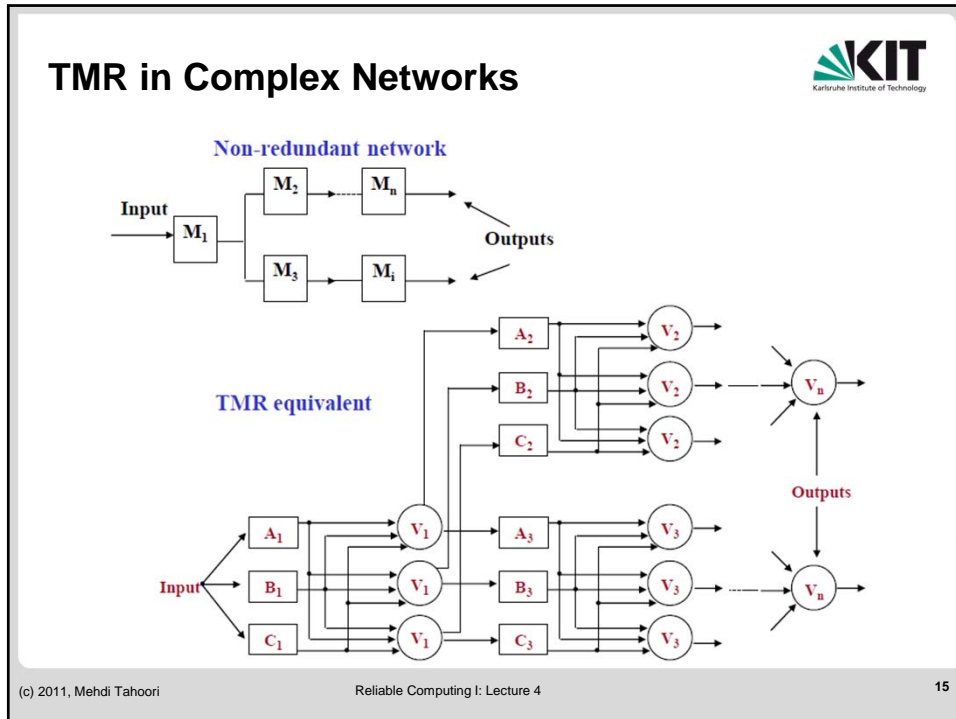 TMR in Complex Networks
KIT
Karlsruhe Institute of Technology
Non-redundant network
Input
M1
M2
Mn
M3
Mi
Outputs
TMR equivalent
A2
B2
C2
V2
V2
V2
Vn
Outputs
Input
A1
B1
C1
V1
V1
V1
A3
B3
C3
V3
V3
V3
Vn
(c) 2011, Mehdi Tahoori
Reliable Computing I: Lecture 4
15